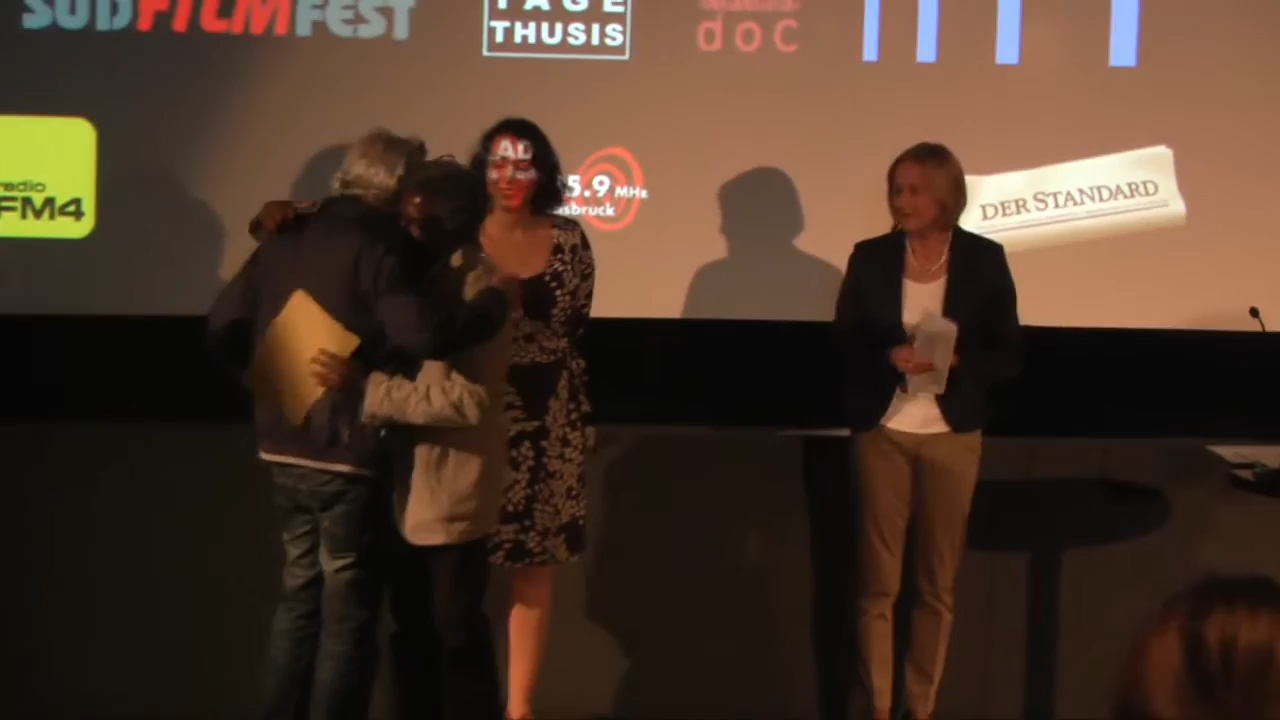 SÜDFILMFEST
TAGE
THUSIS
doc
radio
FM4
5.9 MHz
sbruck
DER STANDARD